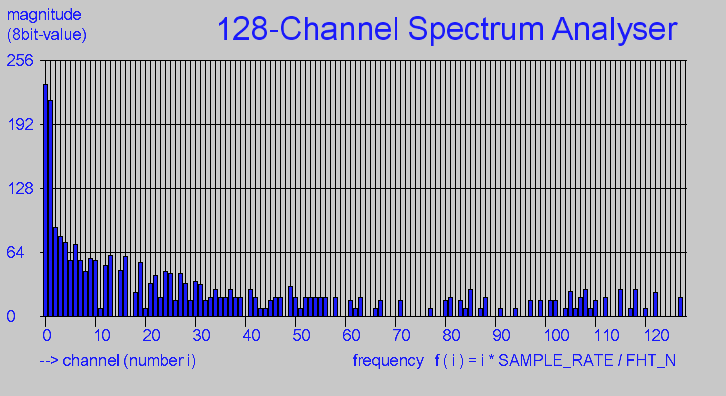 magnitude
(8bit-value)
128-Channel Spectrum Analyser
256
192
128
64
0
0 10 20 30 40 50 60 70 80 90 100 110 120
--> channel (number i)
frequency f ( i ) = i * SAMPLE_RATE / FHT_N